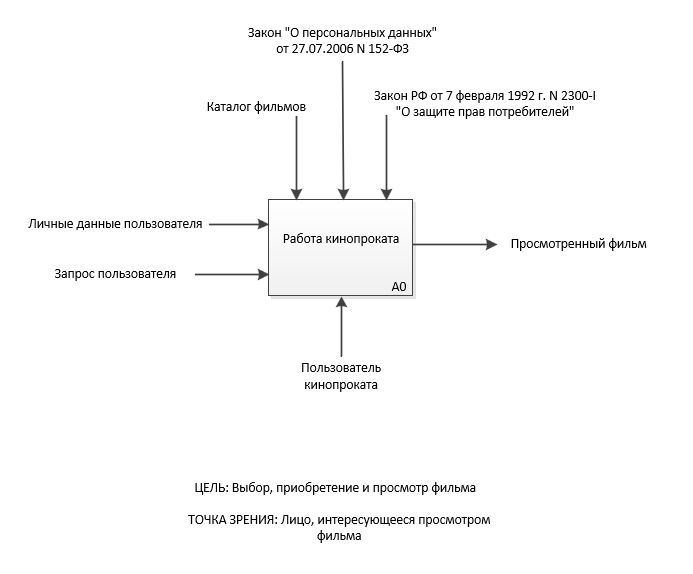 Закон "О персональных данных"
от 27.07.2006 N 152-ФЗ
Каталог фильмов
Закон РФ от 7 февраля 1992 г. N 2300-I
"О защите прав потребителей"
Личные данные пользователя
Работа кинопроката
Просмотренный фильм
Запрос пользователя
А0
Пользователь
кинопроката
ЦЕЛЬ: Выбор, приобретение и просмотр фильма
ТОЧКА ЗРЕНИЯ: Лицо, интересующееся просмотром
фильма